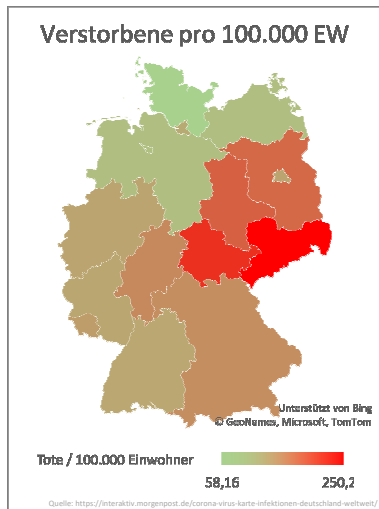 Verstorbene pro 100.000 EW
Unterstützt von Bing
© GeoNames, Microsoft, TomTom
Tote / 100.000 Einwohner
58,16 250,2
Quelle: https://interaktiv.morgenpost.de/corona-virus-karte-infektionen-deutschland-weltweit/